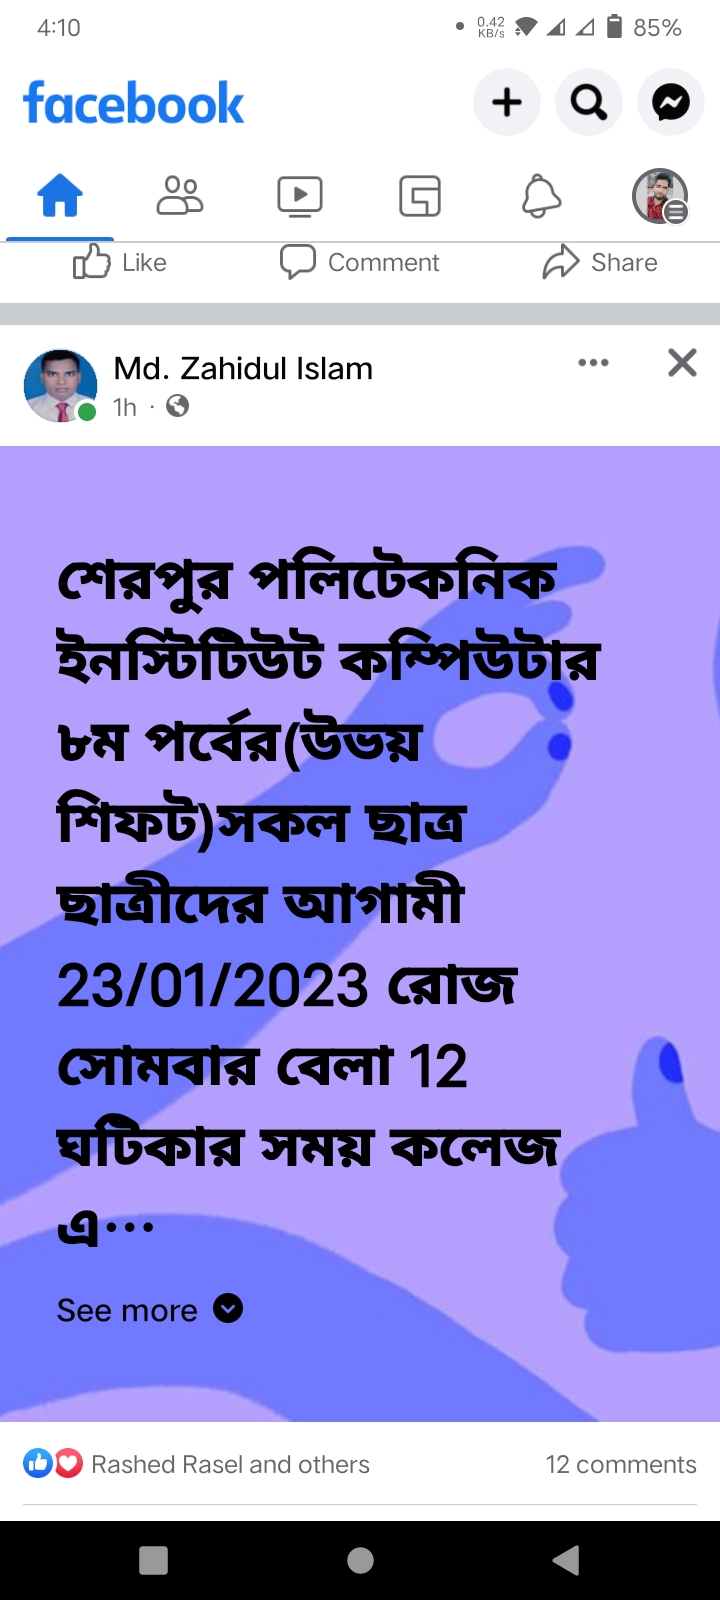 4:10
0.42 KB/s
85%
facebook
Like
Comment
Share
Md. Zahidul Islam
1h ·
শেরপুর পলিটেকনিক
ইনস্টিটিউট কম্পিউটার
৮ম পর্বের(উভয়
শিফট)সকল ছাত্র
ছাত্রীদের আগামী
23/01/2023 রোজ
সোমবার বেলা 12
ঘটিকার সময় কলেজ
এ...
See more
Rashed Rasel and others
12 comments